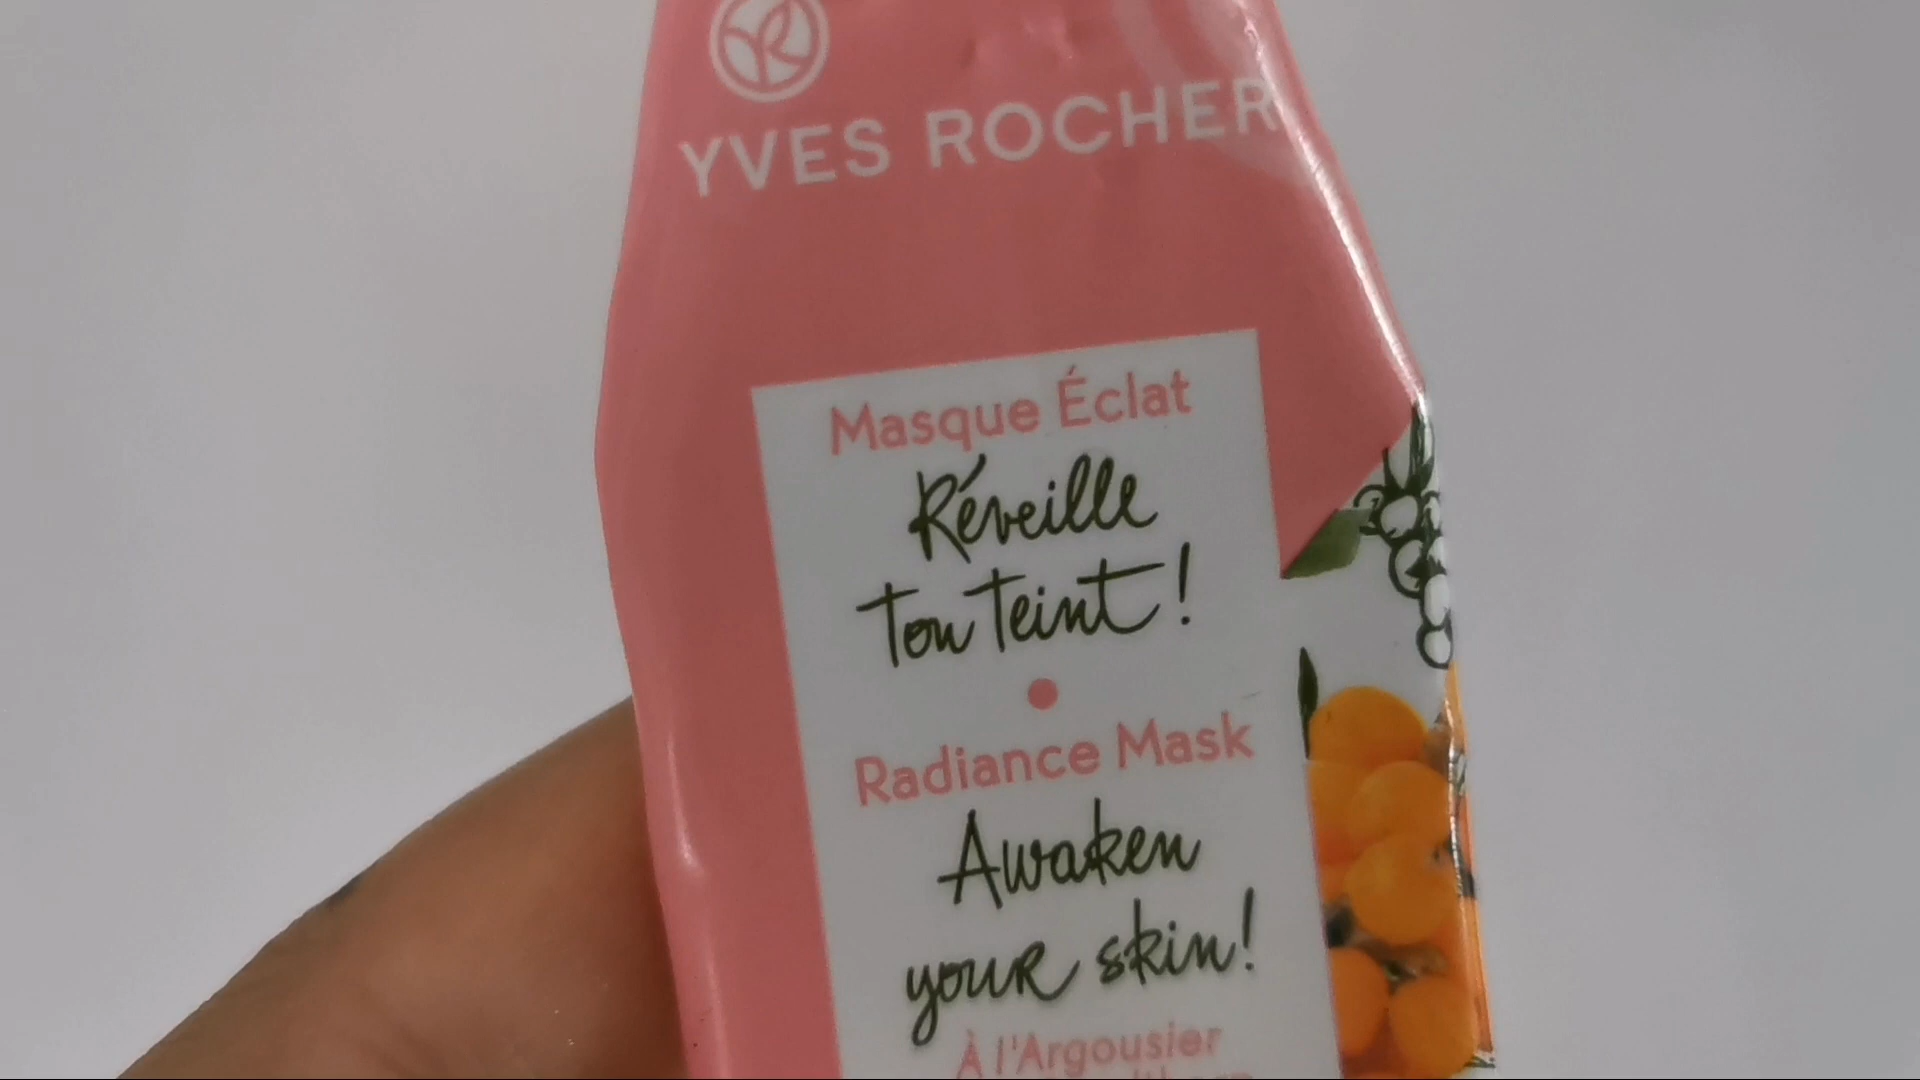 YVES ROCHER
Masque Éclat
Réveille
ton teint!
Radiance Mask
Awaken
your skin!
À l'Argousier